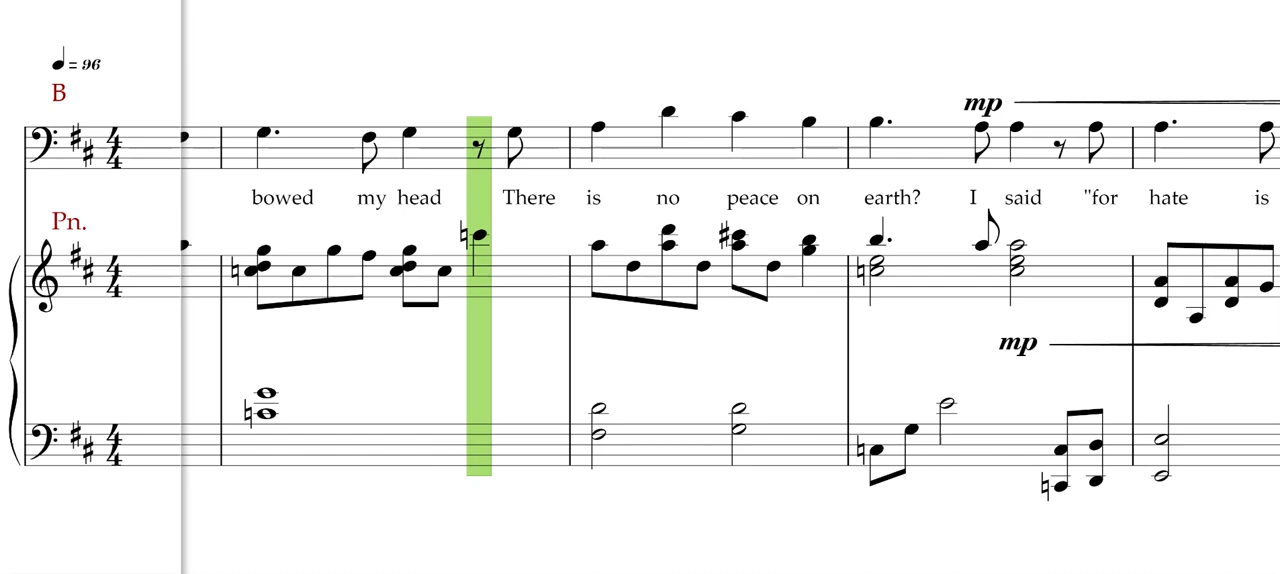 = 96
B
mp
bowed my head There is no peace on earth? I said "for hate is
Pn.
mp